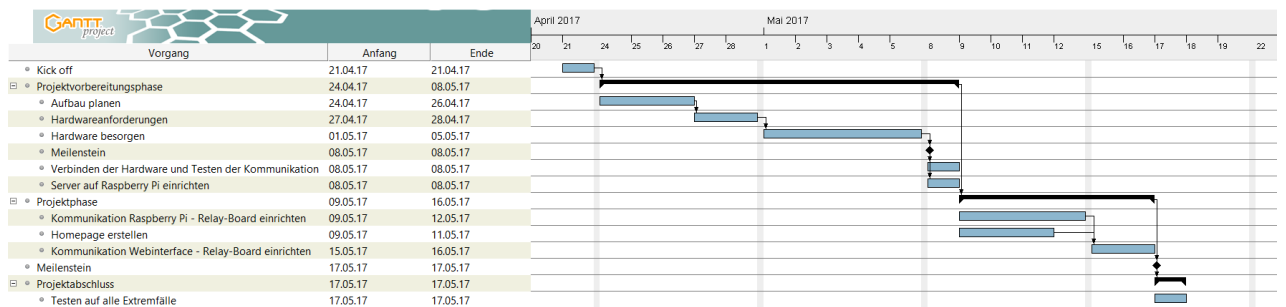 GANTT project
April 2017 Mai 2017
20 21 24 25 26 27 28 1 2 3 4 5 8 9 10 11 12 15 16 17 18 19 22
Vorgang Anfang Ende
Kick off 21.04.17 21.04.17
Projektvorbereitungsphase 24.04.17 08.05.17
Aufbau planen 24.04.17 26.04.17
Hardwareanforderungen 27.04.17 28.04.17
Hardware besorgen 01.05.17 05.05.17
Meilenstein 08.05.17 08.05.17
Verbinden der Hardware und Testen der Kommunikation 08.05.17 08.05.17
Server auf Raspberry Pi einrichten 08.05.17 08.05.17
Projektphase 09.05.17 16.05.17
Kommunikation Raspberry Pi - Relay-Board einrichten 09.05.17 12.05.17
Homepage erstellen 09.05.17 11.05.17
Kommunikation Webinterface - Relay-Board einrichten 15.05.17 16.05.17
Meilenstein 17.05.17 17.05.17
Projektabschluss 17.05.17 17.05.17
Testen auf alle Extremfälle 17.05.17 17.05.17